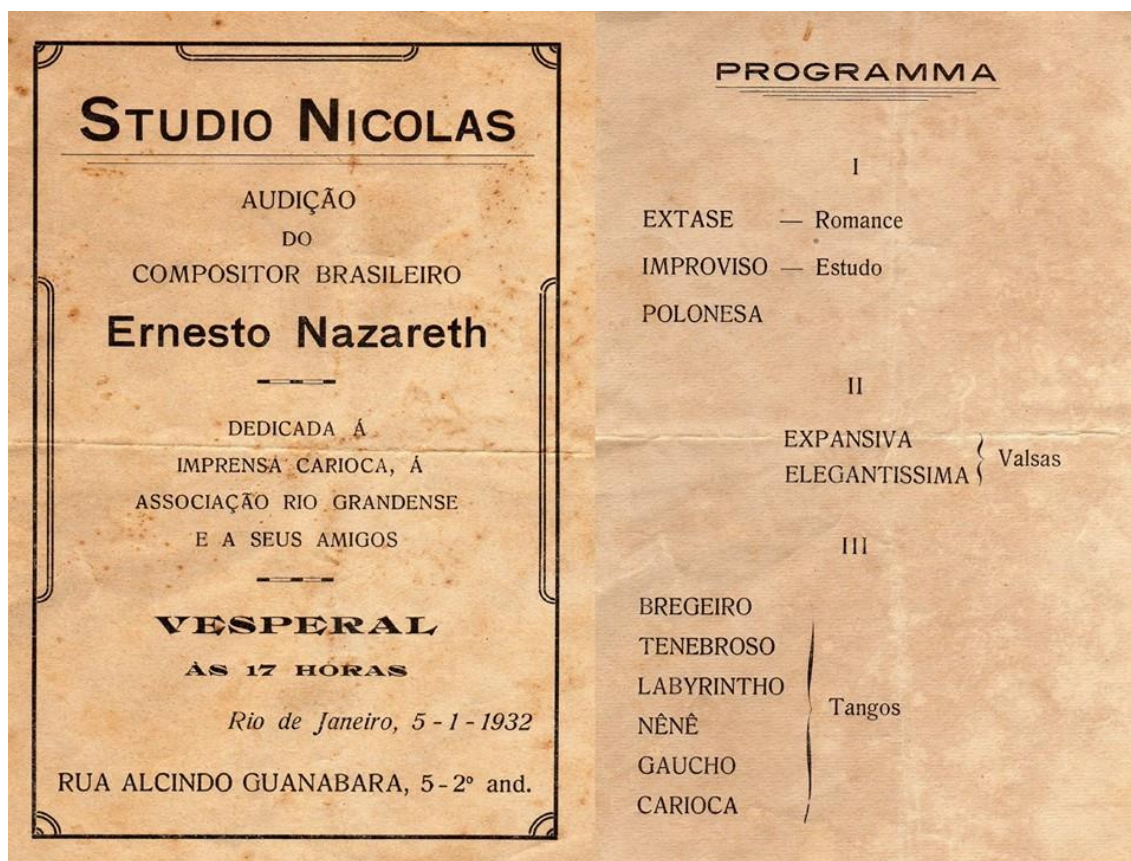 STUDIO NICOLAS
AUDIÇÃO
DO
COMPOSITOR BRASILEIRO
Ernesto Nazareth
DEDICADA Á
IMPRENSA CARIOCA, Á
ASSOCIAÇÃO RIO GRANDENSE
E A SEUS AMIGOS
VESPERAL
ÀS 17 HORAS
Rio de Janeiro, 5 - 1 - 1932
RUA ALCINDO GUANABARA, 5 - 2º and.
PROGRAMMA
I
EXTASE — Romance
IMPROVISO — Estudo
POLONESA
II
EXPANSIVA
ELEGANTISSIMA
Valsas
III
BREGEIRO
TENEBROSO
LABYRINTHO
NÊNÊ
GAUCHO
CARIOCA
Tangos